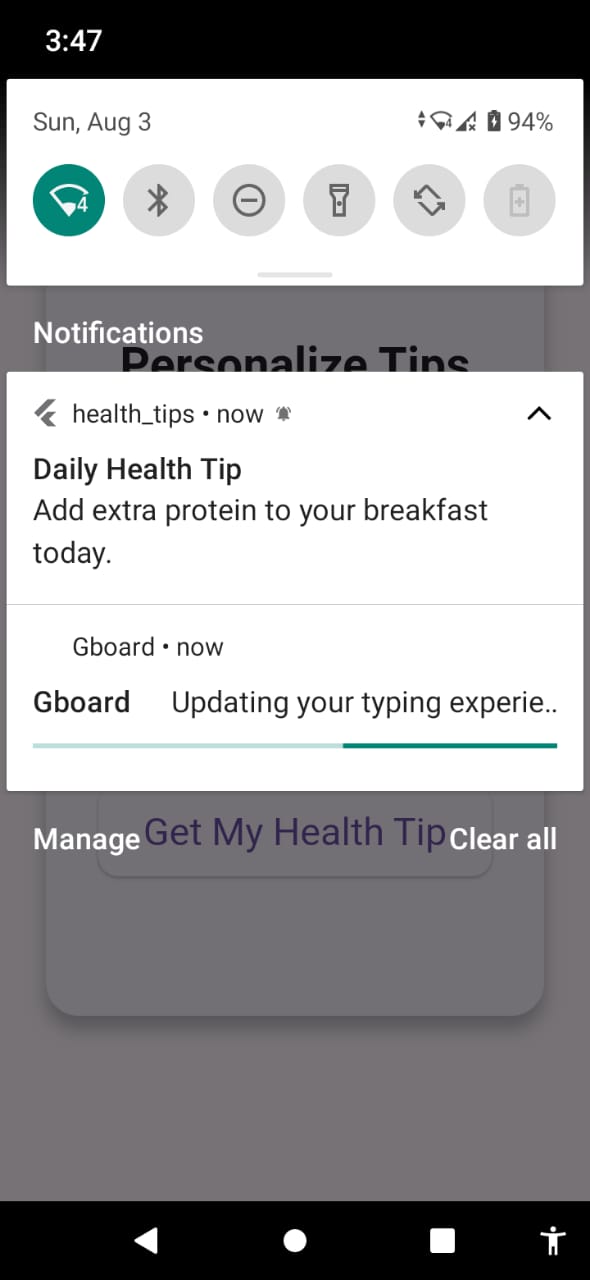 3:47
Sun, Aug 3
94%
4
Notifications
Personalize Tips
health_tips • now
Daily Health Tip
Add extra protein to your breakfast
today.
Gboard • now
Gboard Updating your typing experie..
Manage Get My Health Tip Clear all